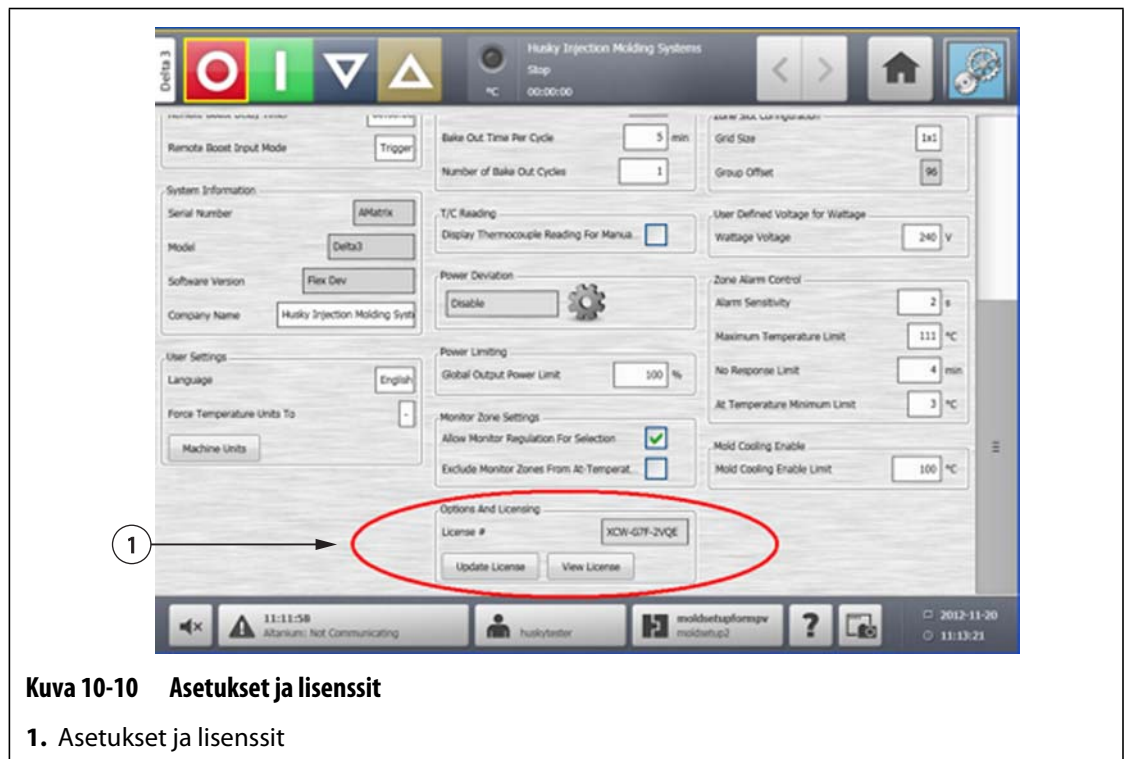 Delta 3
Husky Injection Molding Systems
Stop
°C 00:00:00
Remote Boost Input Mode Trigger
System Information
Serial Number AMatrix
Model Delta3
Software Version Flex Dev
Company Name Husky Injection Molding Syst
User Settings
Language English
Force Temperature Units To -
Machine Units
Bake Out Time Per Cycle 5 min
Number of Bake Out Cycles 1
T/C Reading
Display Thermocouple Reading For Manua...
Power Deviation
Disable
Power Limiting
Global Output Power Limit 100 %
Monitor Zone Settings
Allow Monitor Regulation For Selection
Exclude Monitor Zones From At-Temperat...
Options And Licensing
License # XCW-G7F-2VQE
Update License View License
Zone Slot Configuration
Grid Size 1x1
Group Offset 96
User Defined Voltage for Wattage
Wattage Voltage 240 V
Zone Alarm Control
Alarm Sensitivity 2 s
Maximum Temperature Limit 111 °C
No Response Limit 4 min
At Temperature Minimum Limit 3 °C
Mold Cooling Enable
Mold Cooling Enable Limit 100 °C
1
11:11:58
Altanium: Not Communicating
huskytester
moldsetupformpv
moldsetup2
?
2012-11-20
11:13:21
Kuva 10-10 Asetukset ja lisenssit
1. Asetukset ja lisenssit